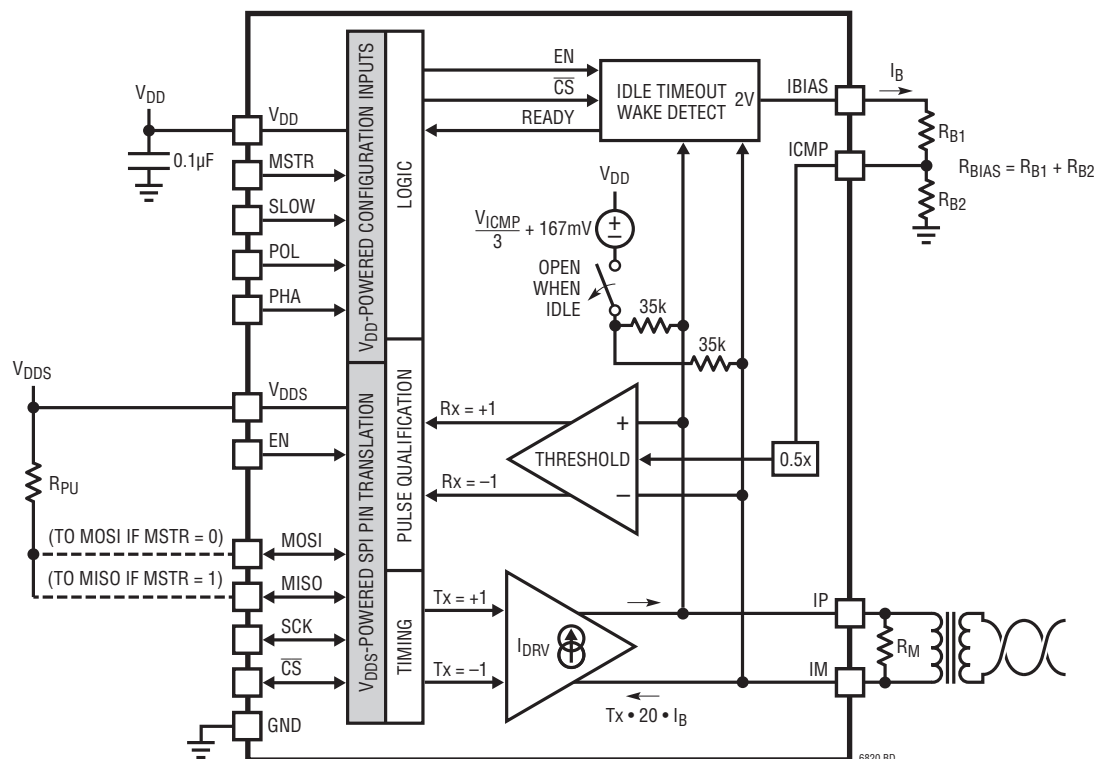 VDD
0.1µF
VDD
MSTR
SLOW
POL
PHA
VDDS
RPU
(TO MOSI IF MSTR = 0)
(TO MISO IF MSTR = 1)
VDDS
EN
MOSI
MISO
SCK
CS
GND
VDD-POWERED CONFIGURATION INPUTS
VDDS-POWERED SPI PIN TRANSLATION
LOGIC
PULSE QUALIFICATION
TIMING
EN
CS
READY
IDLE TIMEOUT
WAKE DETECT
2V
VDD
VICMP/3 + 167mV
+
−
OPEN
WHEN
IDLE
35k
35k
Rx = +1
Rx = −1
THRESHOLD
+
−
0.5x
Tx = +1
Tx = −1
IDRV
Tx • 20 • IB
IBIAS
ICMP
IB
RB1
RB2
RBIAS = RB1 + RB2
IP
IM
RM
6820 BD